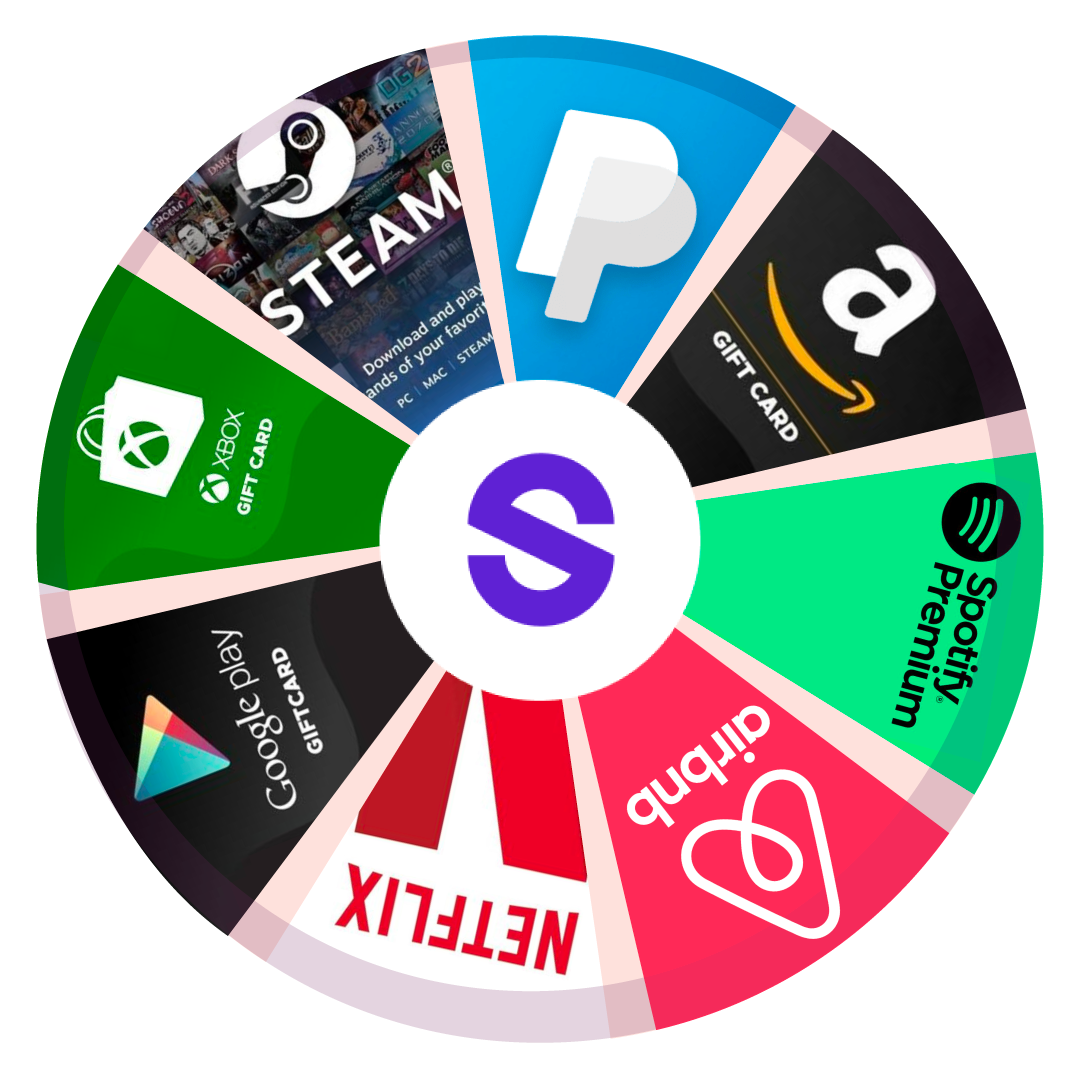 a
GIFT CARD
Spotify®
Premium
airbnb
NETFLIX
Google play
GIFTCARD
XBOX
GIFT CARD
STEAM®
Download and play
ands of your favorit
PC | MAC | STEAM